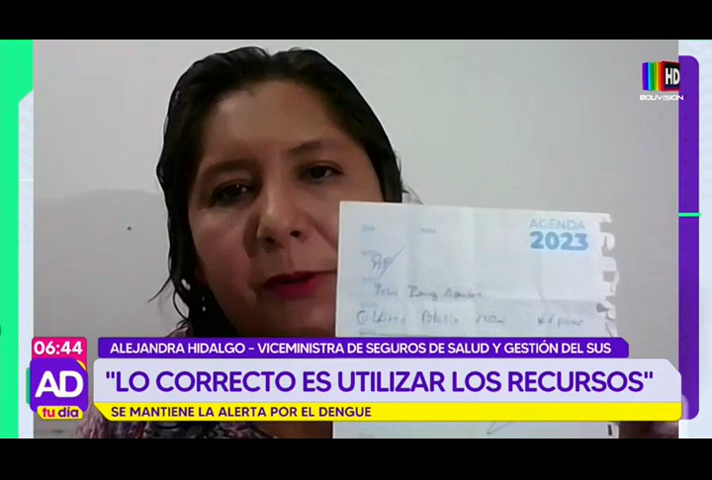 HD
BOLIVISIÓN
AGENDA
2023
06:44
ALEJANDRA HIDALGO - VICEMINISTRA DE SEGUROS DE SALUD Y GESTIÓN DEL SUS
AD
tu día
"LO CORRECTO ES UTILIZAR LOS RECURSOS"
SE MANTIENE LA ALERTA POR EL DENGUE